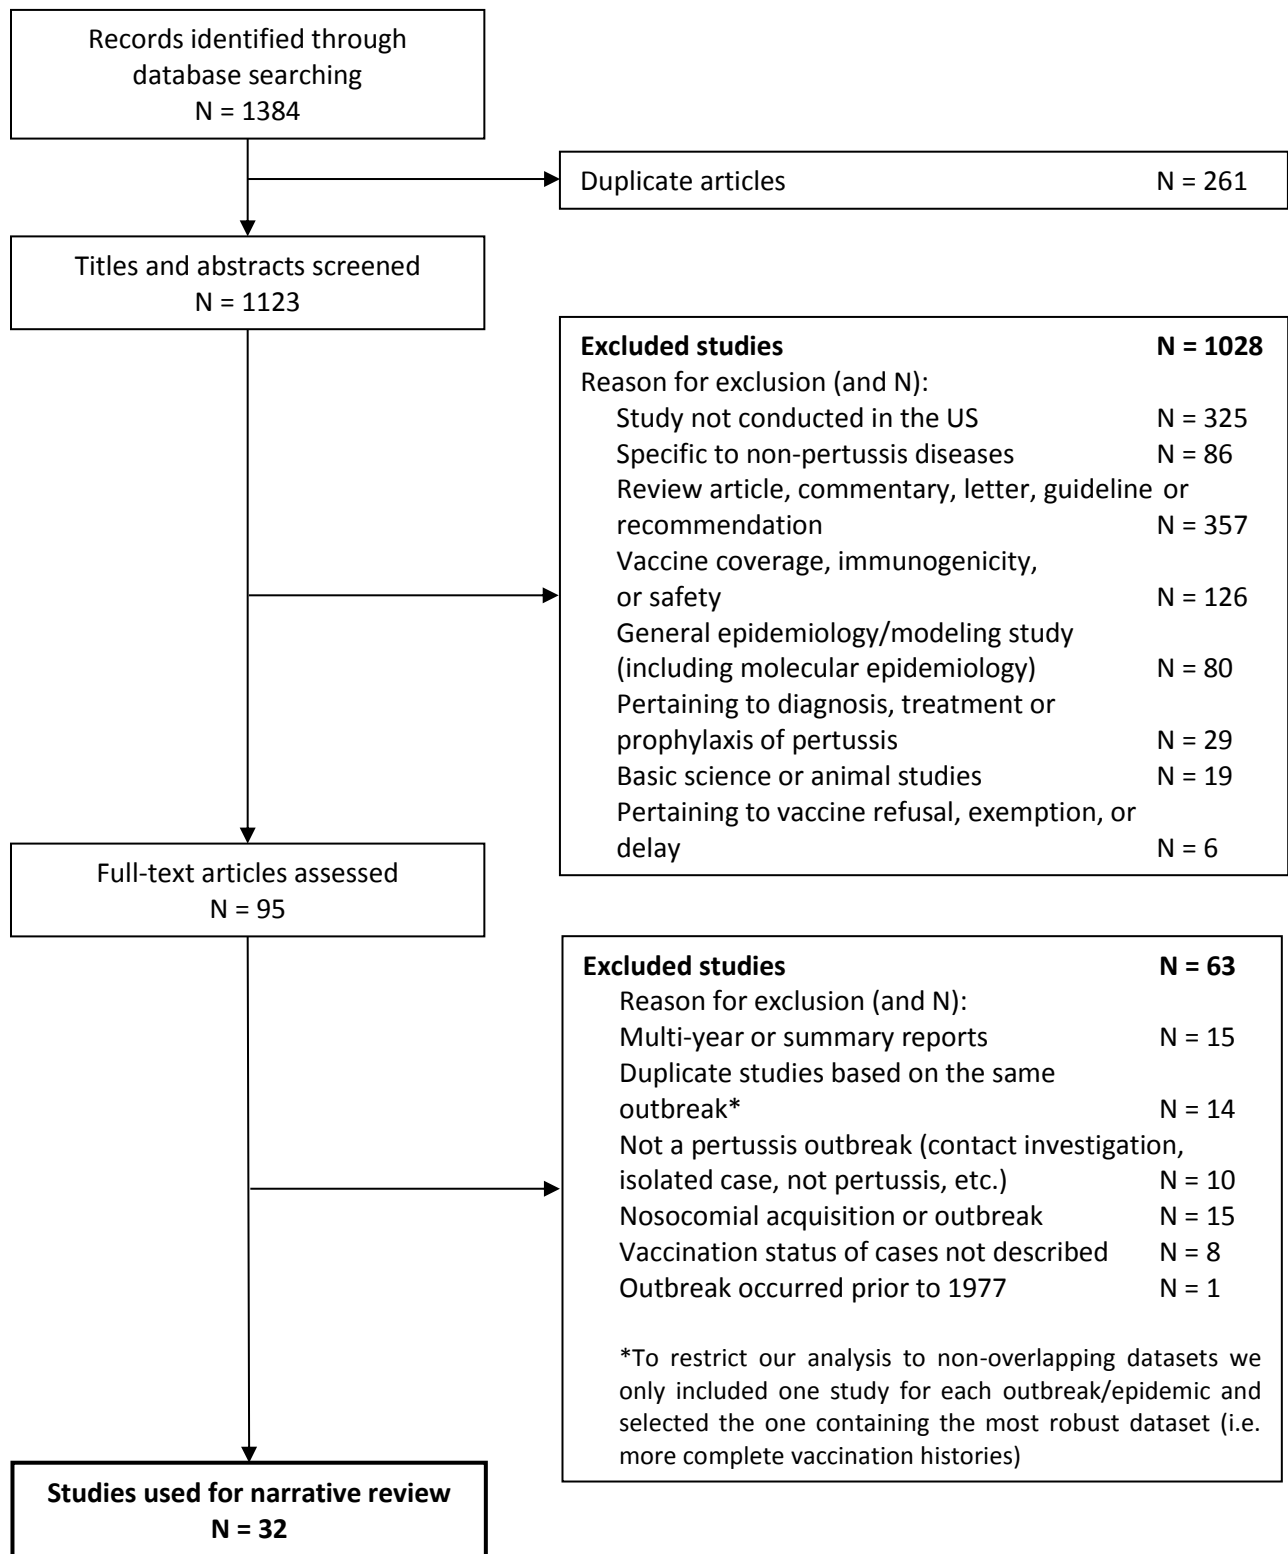 Records identified through
database searching
N = 1384
Duplicate articles N = 261
Titles and abstracts screened
N = 1123
Excluded studies N = 1028
Reason for exclusion (and N):
Study not conducted in the US N = 325
Specific to non-pertussis diseases N = 86
Review article, commentary, letter, guideline or
recommendation N = 357
Vaccine coverage, immunogenicity,
or safety N = 126
General epidemiology/modeling study
(including molecular epidemiology) N = 80
Pertaining to diagnosis, treatment or
prophylaxis of pertussis N = 29
Basic science or animal studies N = 19
Pertaining to vaccine refusal, exemption, or
delay N = 6
Full-text articles assessed
N = 95
Excluded studies N = 63
Reason for exclusion (and N):
Multi-year or summary reports N = 15
Duplicate studies based on the same
outbreak* N = 14
Not a pertussis outbreak (contact investigation,
isolated case, not pertussis, etc.) N = 10
Nosocomial acquisition or outbreak N = 15
Vaccination status of cases not described N = 8
Outbreak occurred prior to 1977 N = 1
*To restrict our analysis to non-overlapping datasets we
only included one study for each outbreak/epidemic and
selected the one containing the most robust dataset (i.e.
more complete vaccination histories)
Studies used for narrative review
N = 32